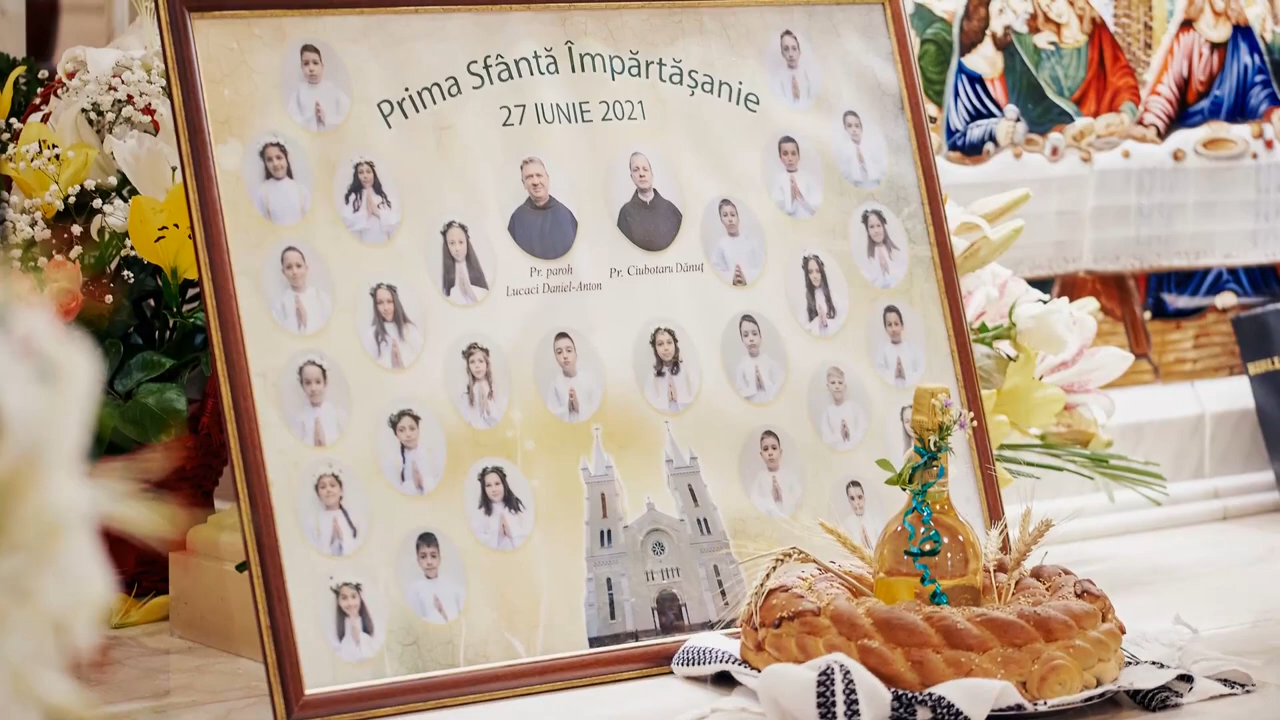 Prima Sfântă Împărtășanie
27 IUNIE 2021
Pr. paroh
Lucaci Daniel-Anton
Pr. Ciubotaru Dănuț